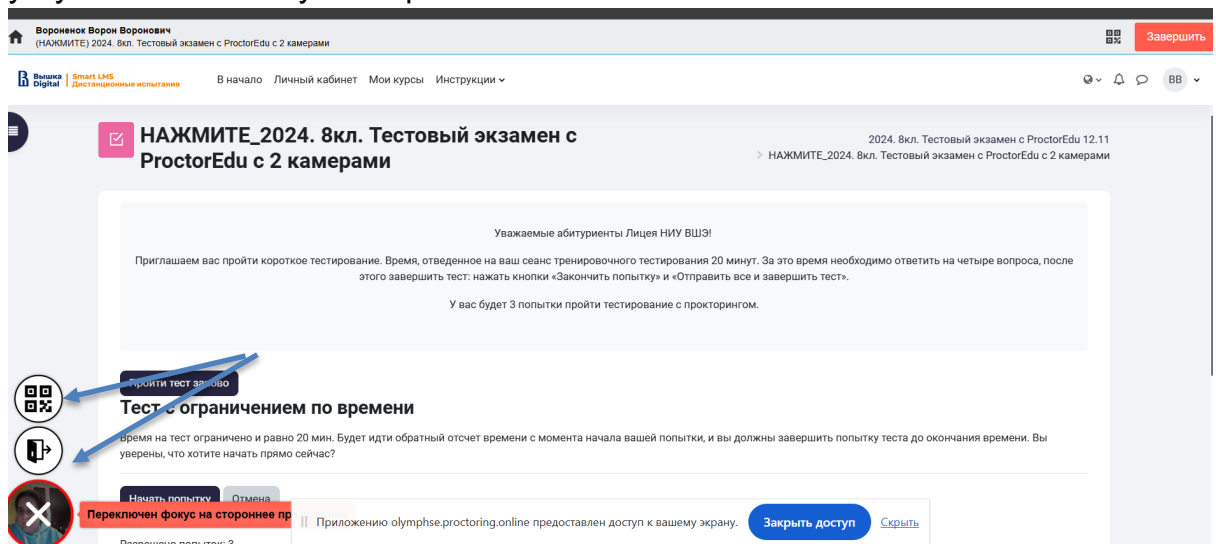 Вороненок Ворон Воронович
(НАЖМИТЕ) 2024. 8кл. Тестовый экзамен с ProctorEdu с 2 камерами
Завершить
Вышка Digital
Smart LMS
Дистанционные испытания
В начало Личный кабинет Мои курсы Инструкции
ВВ
НАЖМИТЕ_2024. 8кл. Тестовый экзамен с
ProctorEdu с 2 камерами
2024. 8кл. Тестовый экзамен с ProctorEdu 12.11
> НАЖМИТЕ_2024. 8кл. Тестовый экзамен с ProctorEdu с 2 камерами
Уважаемые абитуриенты Лицея НИУ ВШЭ!
Приглашаем вас пройти короткое тестирование. Время, отведенное на ваш сеанс тренировочного тестирования 20 минут. За это время необходимо ответить на четыре вопроса, после
этого завершить тест: нажать кнопки «Закончить попытку» и «Отправить все и завершить тест».
У вас будет 3 попытки пройти тестирование с прокторингом.
Пройти тест заново
Тест с ограничением по времени
Время на тест ограничено и равно 20 мин. Будет идти обратный отсчет времени с момента начала вашей попытки, и вы должны завершить попытку теста до окончания времени. Вы
уверены, что хотите начать прямо сейчас?
Начать попытку Отмена
Переключен фокус на стороннее пр
Приложению olymphse.proctoring.online предоставлен доступ к вашему экрану. Закрыть доступ Скрыть
Разрешено попыток: 3